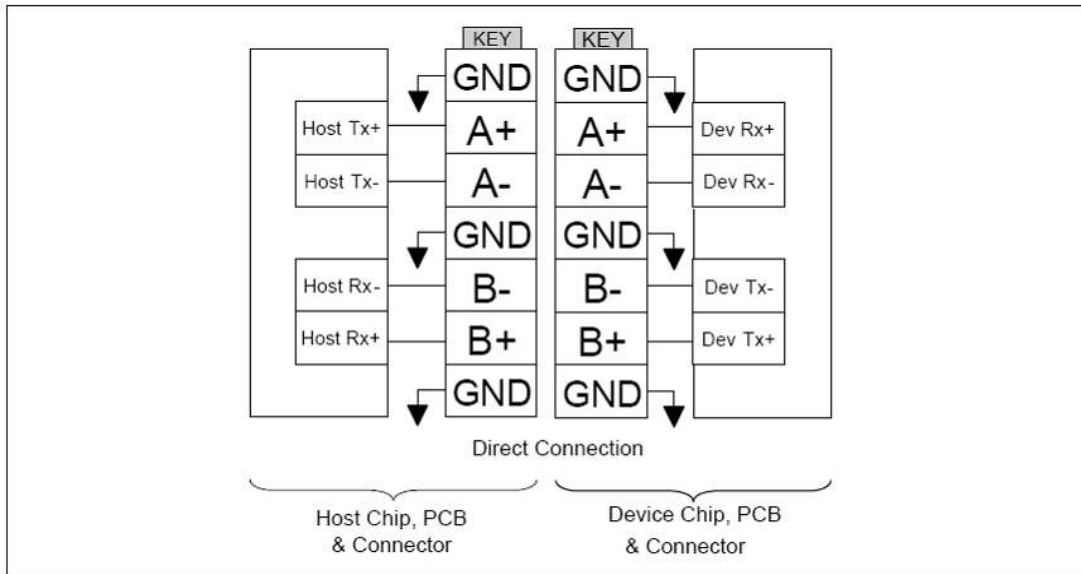 KEY KEY
GND GND
Host Tx+ A+ A+ Dev Rx+
Host Tx- A- A- Dev Rx-
GND GND
Host Rx- B- B- Dev Tx-
Host Rx+ B+ B+ Dev Tx+
GND GND
Direct Connection
Host Chip, PCB
& Connector
Device Chip, PCB
& Connector